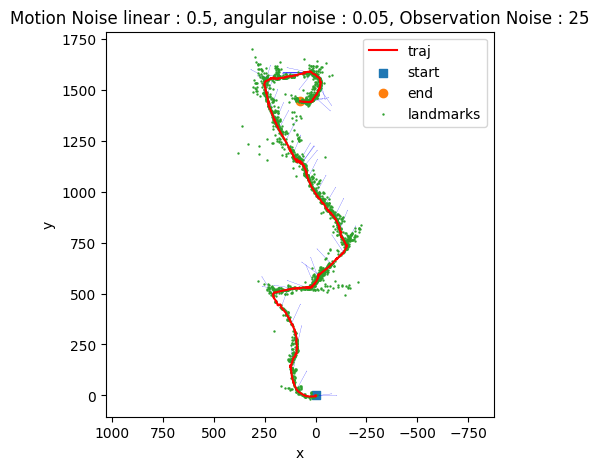 Motion Noise linear : 0.5, angular noise : 0.05, Observation Noise : 25
1750
1500
1250
1000
750
500
250
0
y
traj
start
end
landmarks
1000 750 500 250 0 −250 −500 −750
x